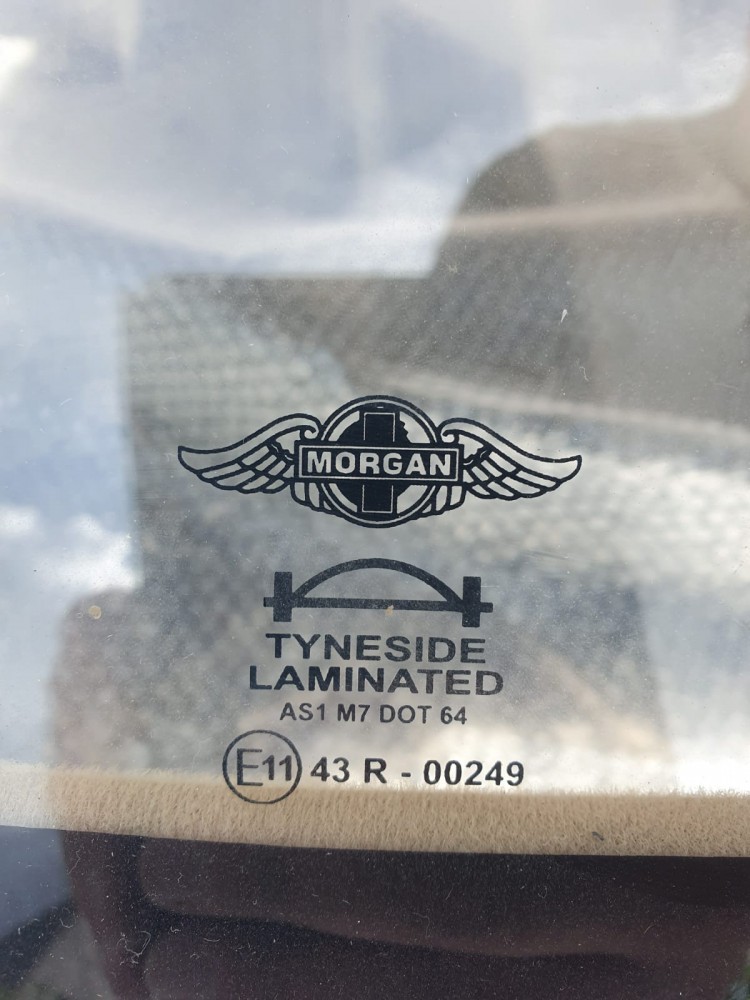 MORGAN
TYNESIDE
LAMINATED
AS1 M7 DOT 64
E11 43 R - 00249